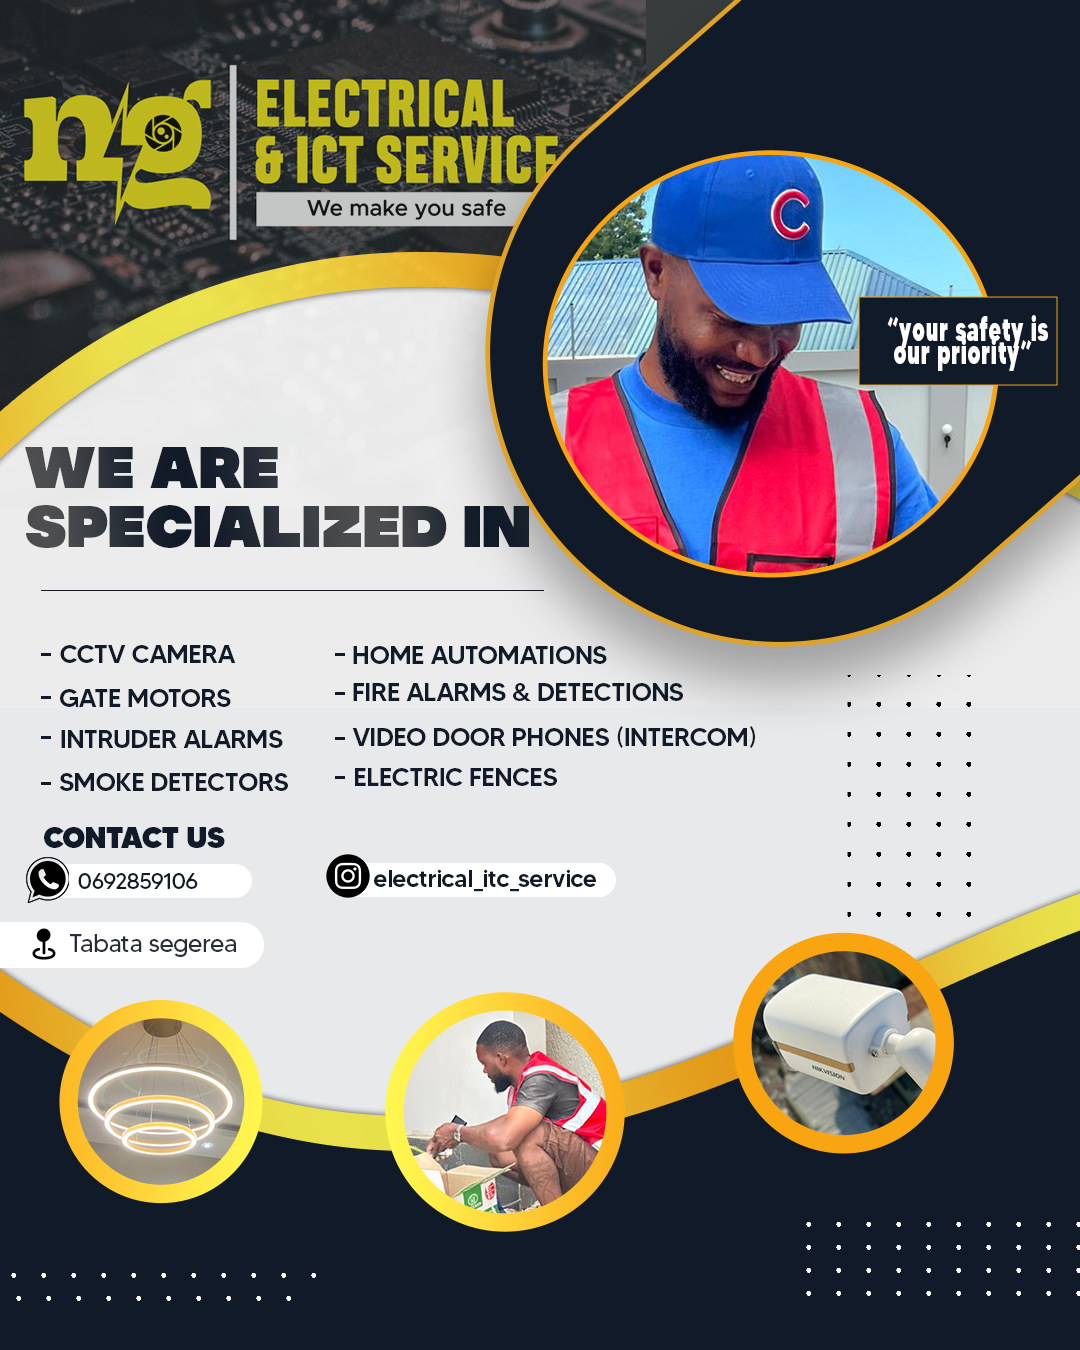 ng
ELECTRICAL
& ICT SERVICE
We make you safe
C
"your safety is
our priority"
WE ARE
SPECIALIZED IN
- CCTV CAMERA
- GATE MOTORS
- INTRUDER ALARMS
- SMOKE DETECTORS
- HOME AUTOMATIONS
- FIRE ALARMS & DETECTIONS
- VIDEO DOOR PHONES (INTERCOM)
- ELECTRIC FENCES
CONTACT US
0692859106
electrical_itc_service
Tabata segerea
HIKVISION